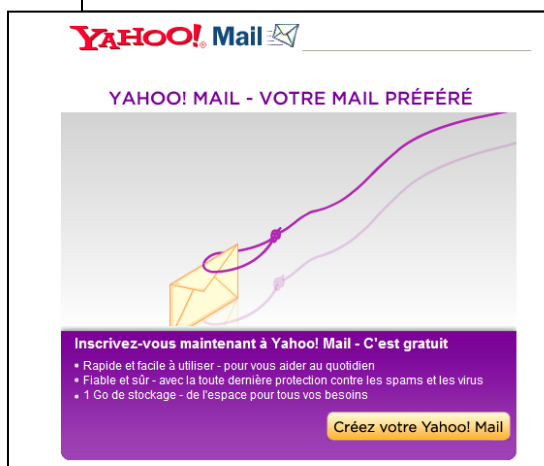 YAHOO! Mail
YAHOO! MAIL - VOTRE MAIL PRÉFÉRÉ
Inscrivez-vous maintenant à Yahoo! Mail - C'est gratuit
• Rapide et facile à utiliser - pour vous aider au quotidien
• Fiable et sûr - avec la toute dernière protection contre les spams et les virus
• 1 Go de stockage - de l'espace pour tous vos besoins
Créez votre Yahoo! Mail